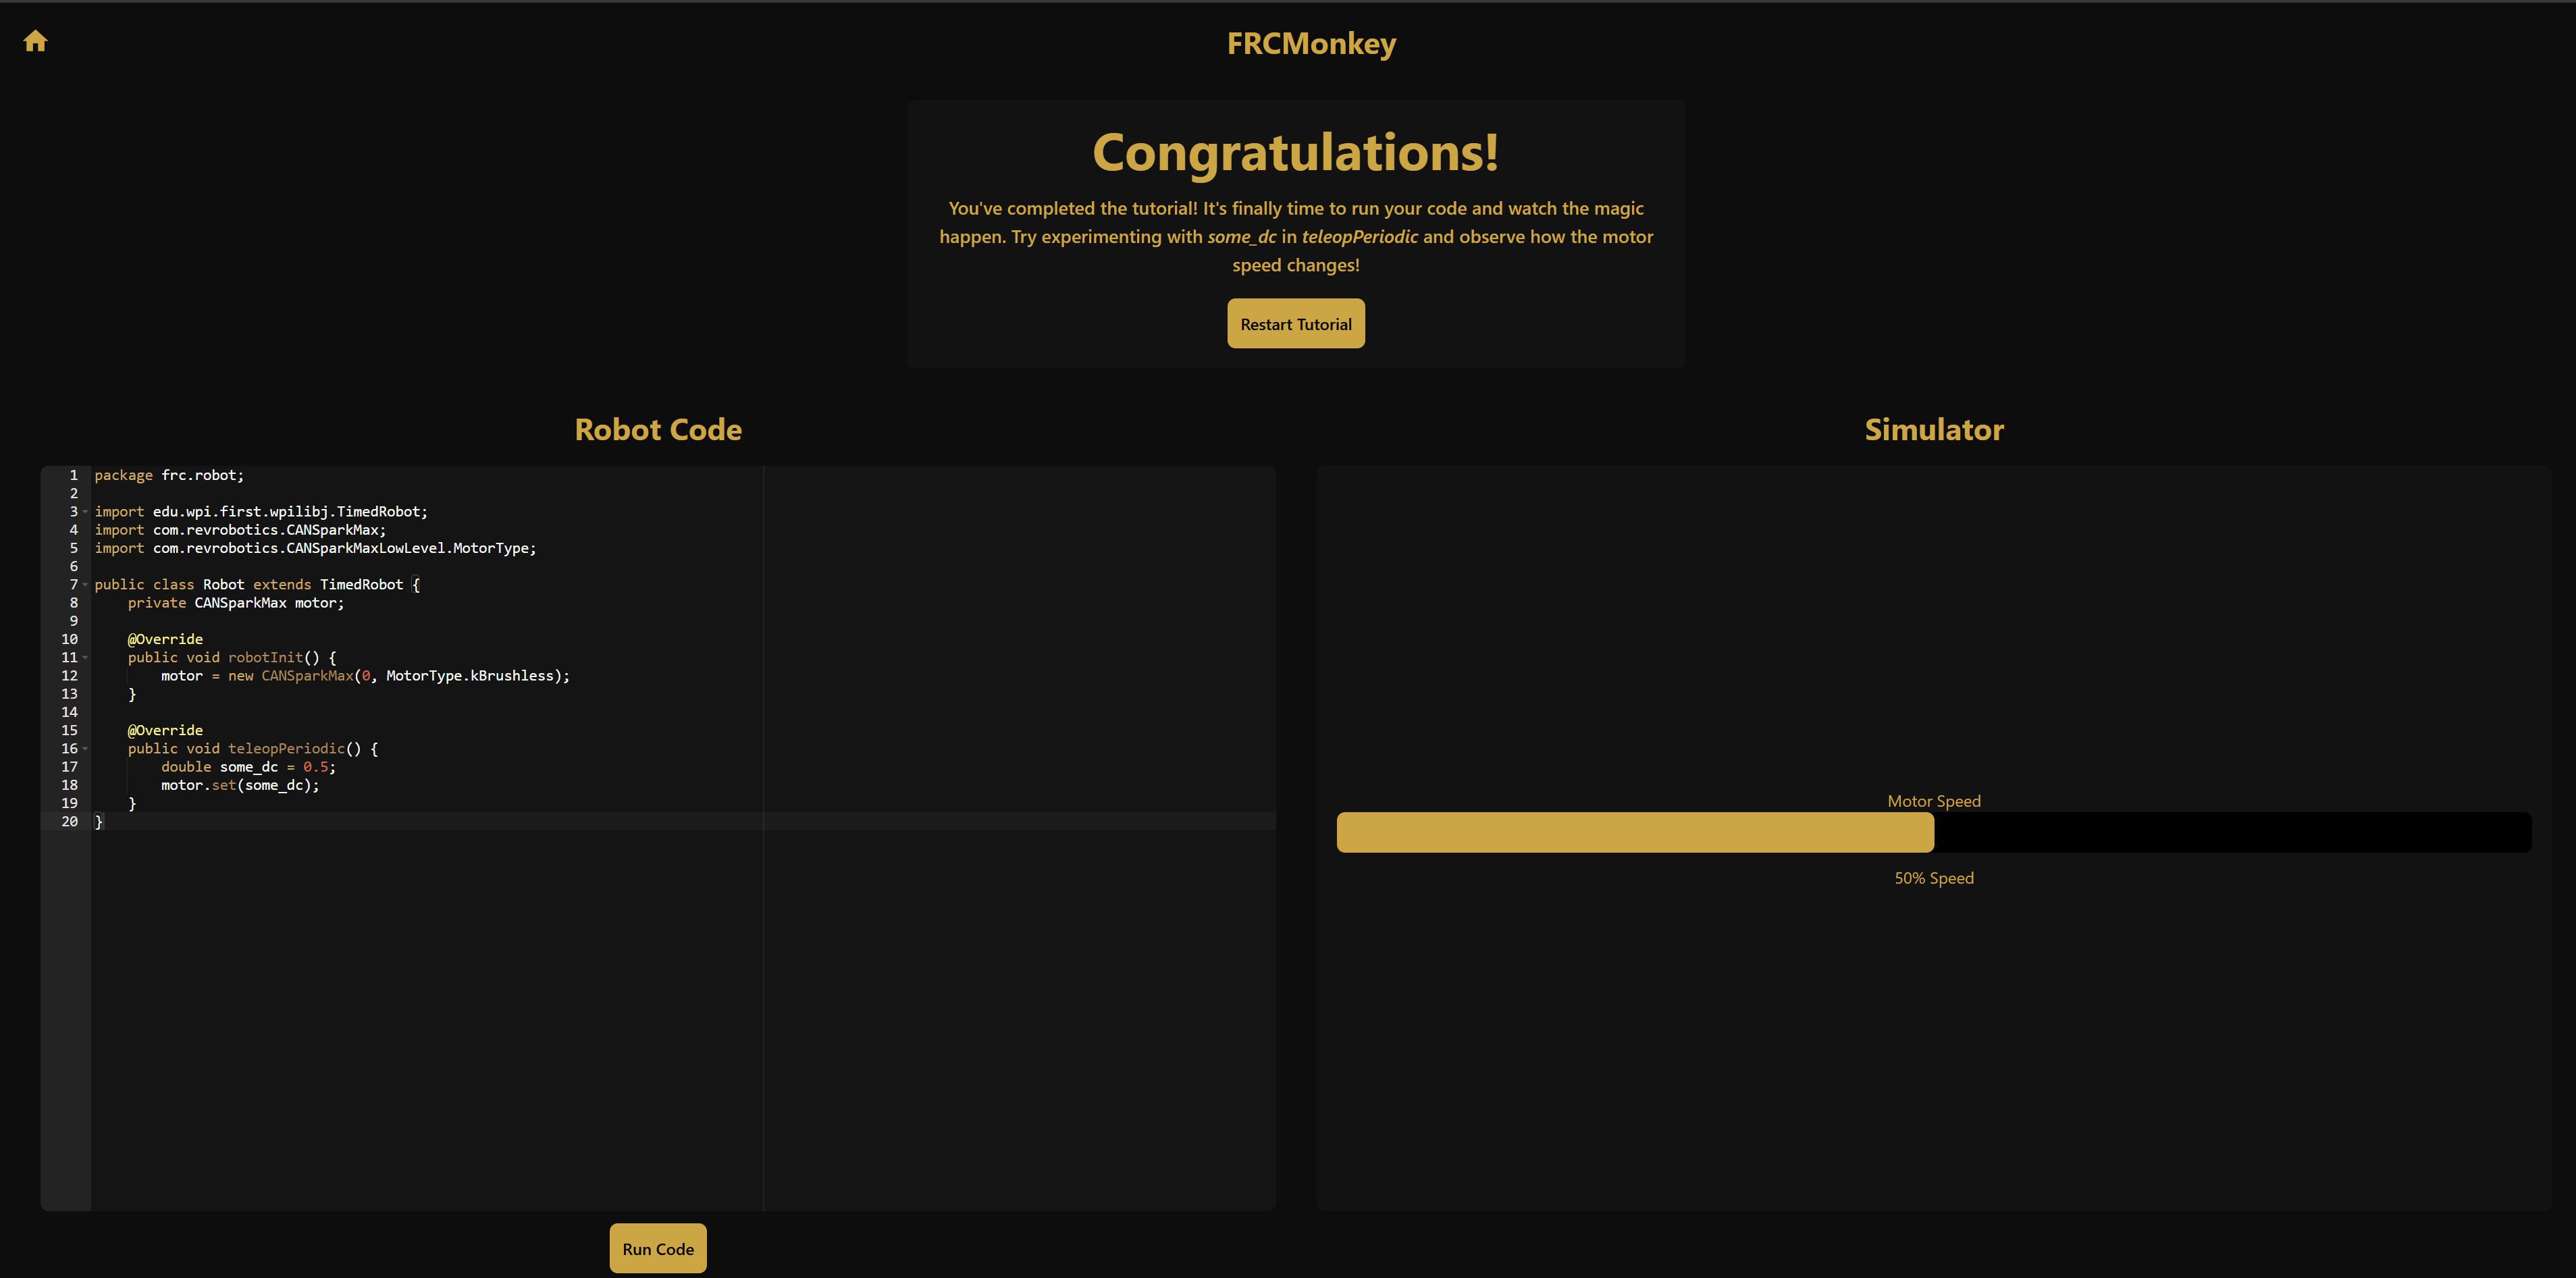 FRCMonkey
Congratulations!
You've completed the tutorial! It's finally time to run your code and watch the magic
happen. Try experimenting with some_dc in teleopPeriodic and observe how the motor
speed changes!
Restart Tutorial
Robot Code
1 package frc.robot;
2
3 import edu.wpi.first.wpilibj.TimedRobot;
4 import com.revrobotics.CANSparkMax;
5 import com.revrobotics.CANSparkMaxLowLevel.MotorType;
6
7 public class Robot extends TimedRobot {
8     private CANSparkMax motor;
9
10     @Override
11     public void robotInit() {
12         motor = new CANSparkMax(0, MotorType.kBrushless);
13     }
14
15     @Override
16     public void teleopPeriodic() {
17         double some_dc = 0.5;
18         motor.set(some_dc);
19     }
20 }
Run Code
Simulator
Motor Speed
50% Speed